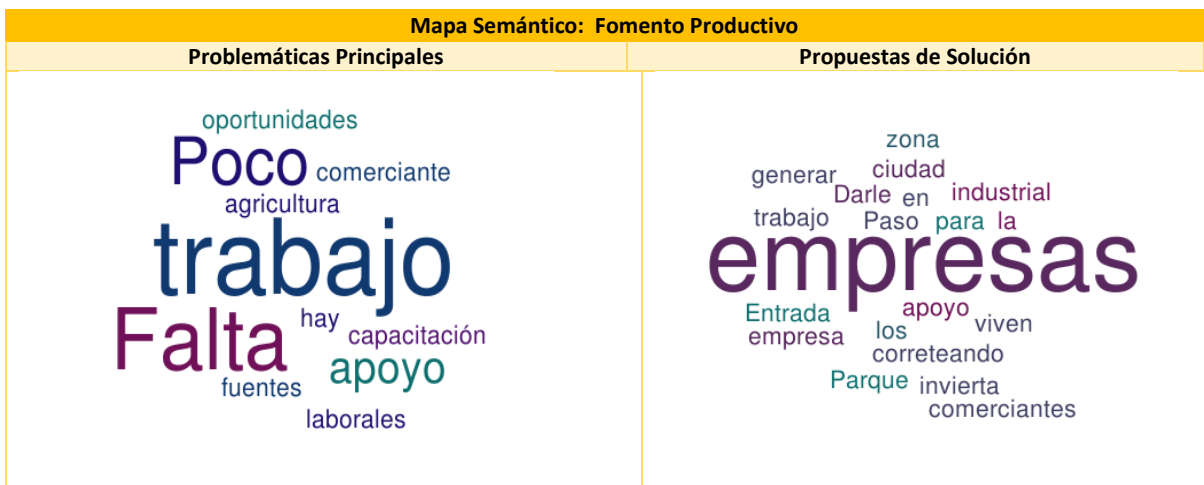 Mapa Semántico: Fomento Productivo
Problemáticas Principales
Propuestas de Solución
oportunidades
Poco comerciante
agricultura
trabajo
Falta hay capacitación
fuentes apoyo
laborales
zona
generar ciudad
Darle en industrial
trabajo Paso para la
empresas
Entrada apoyo
empresa los viven
correteando
Parque invierta
comerciantes